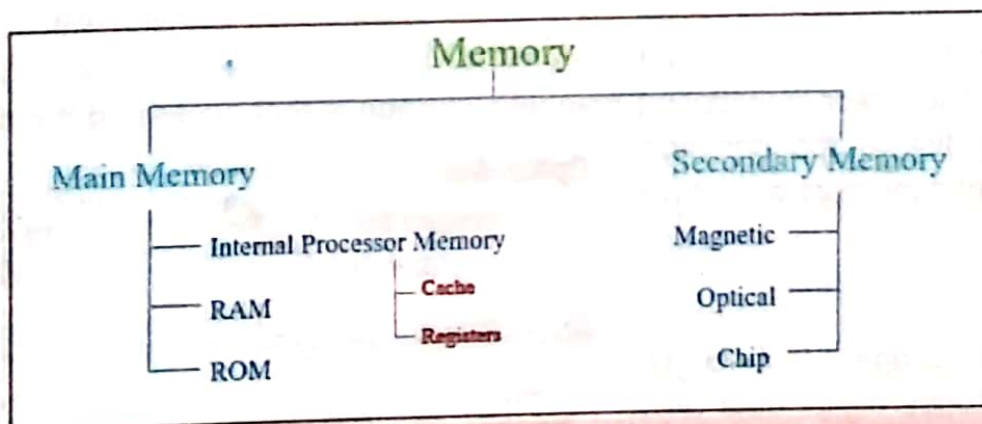 Memory
Main Memory
Internal Processor Memory
Cache
Registers
RAM
ROM
Secondary Memory
Magnetic
Optical
Chip